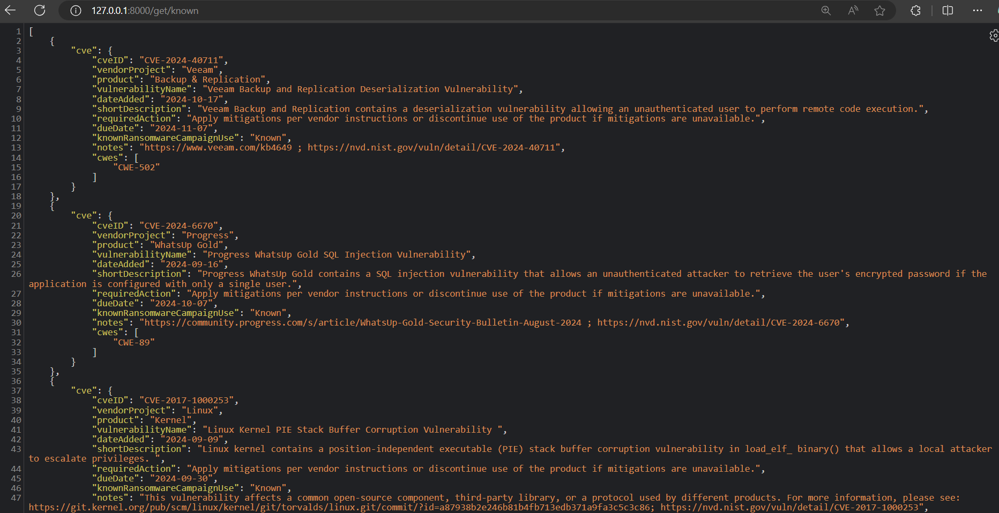 127.0.0.1:8000/get/known
1 [
2     {
3         "cve": {
4             "cveID": "CVE-2024-40711",
5             "vendorProject": "Veeam",
6             "product": "Backup & Replication",
7             "vulnerabilityName": "Veeam Backup and Replication Deserialization Vulnerability",
8             "dateAdded": "2024-10-17",
9             "shortDescription": "Veeam Backup and Replication contains a deserialization vulnerability allowing an unauthenticated user to perform remote code execution.",
10             "requiredAction": "Apply mitigations per vendor instructions or discontinue use of the product if mitigations are unavailable.",
11             "dueDate": "2024-11-07",
12             "knownRansomwareCampaignUse": "Known",
13             "notes": "https://www.veeam.com/kb4649 ; https://nvd.nist.gov/vuln/detail/CVE-2024-40711",
14             "cwes": [
15                 "CWE-502"
16             ]
17         }
18     },
19     {
20         "cve": {
21             "cveID": "CVE-2024-6670",
22             "vendorProject": "Progress",
23             "product": "WhatsUp Gold",
24             "vulnerabilityName": "Progress WhatsUp Gold SQL Injection Vulnerability",
25             "dateAdded": "2024-09-16",
26             "shortDescription": "Progress WhatsUp Gold contains a SQL injection vulnerability that allows an unauthenticated attacker to retrieve the user's encrypted password if the
application is configured with only a single user.",
27             "requiredAction": "Apply mitigations per vendor instructions or discontinue use of the product if mitigations are unavailable.",
28             "dueDate": "2024-10-07",
29             "knownRansomwareCampaignUse": "Known",
30             "notes": "https://community.progress.com/s/article/WhatsUp-Gold-Security-Bulletin-August-2024 ; https://nvd.nist.gov/vuln/detail/CVE-2024-6670",
31             "cwes": [
32                 "CWE-89"
33             ]
34         }
35     },
36     {
37         "cve": {
38             "cveID": "CVE-2017-1000253",
39             "vendorProject": "Linux",
40             "product": "Kernel",
41             "vulnerabilityName": "Linux Kernel PIE Stack Buffer Corruption Vulnerability ",
42             "dateAdded": "2024-09-09",
43             "shortDescription": "Linux kernel contains a position-independent executable (PIE) stack buffer corruption vulnerability in load_elf_ binary() that allows a local attacker
to escalate privileges. ",
44             "requiredAction": "Apply mitigations per vendor instructions or discontinue use of the product if mitigations are unavailable.",
45             "dueDate": "2024-09-30",
46             "knownRansomwareCampaignUse": "Known",
47             "notes": "This vulnerability affects a common open-source component, third-party library, or a protocol used by different products. For more information, please see:
https://git.kernel.org/pub/scm/linux/kernel/git/torvalds/linux.git/commit/?id=a87938b2e246b81b4fb713edb371a9fa3c5c3c86; https://nvd.nist.gov/vuln/detail/CVE-2017-1000253",